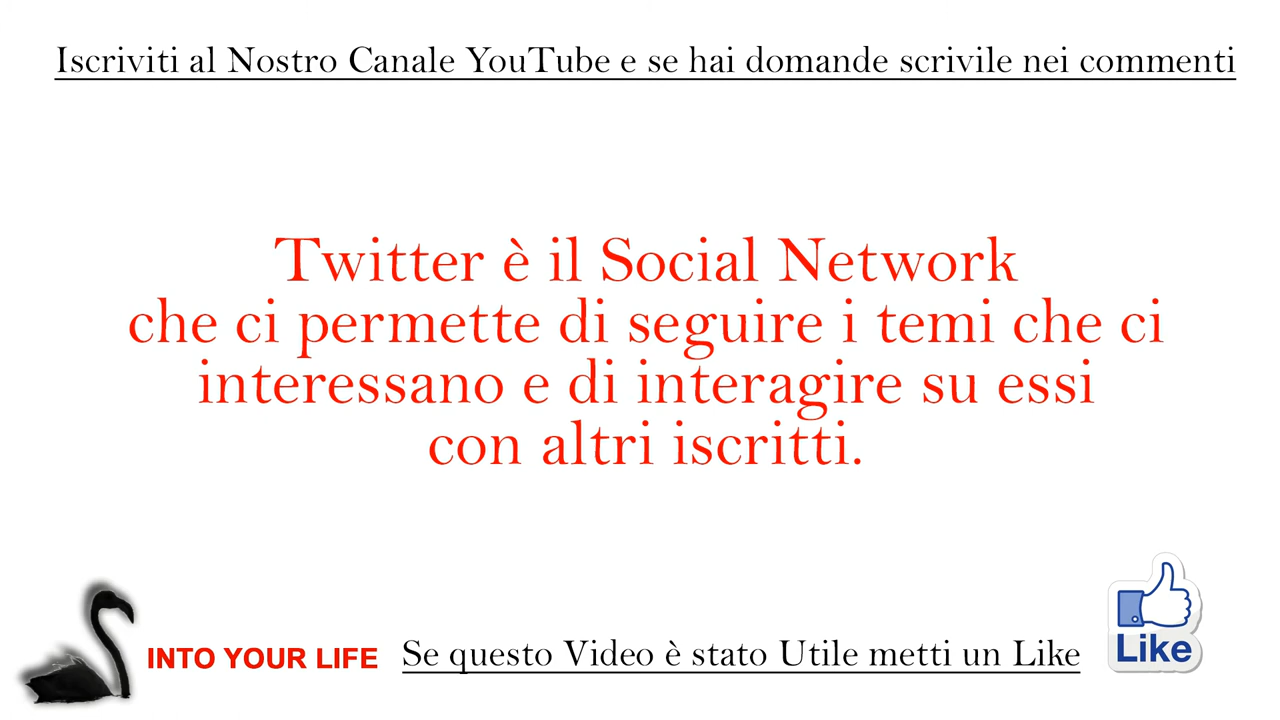 Iscriviti al Nostro Canale YouTube e se hai domande scrivile nei commenti
Twitter è il Social Network
che ci permette di seguire i temi che ci
interessano e di interagire su essi
con altri iscritti.
INTO YOUR LIFE
Se questo Video è stato Utile metti un Like
Like